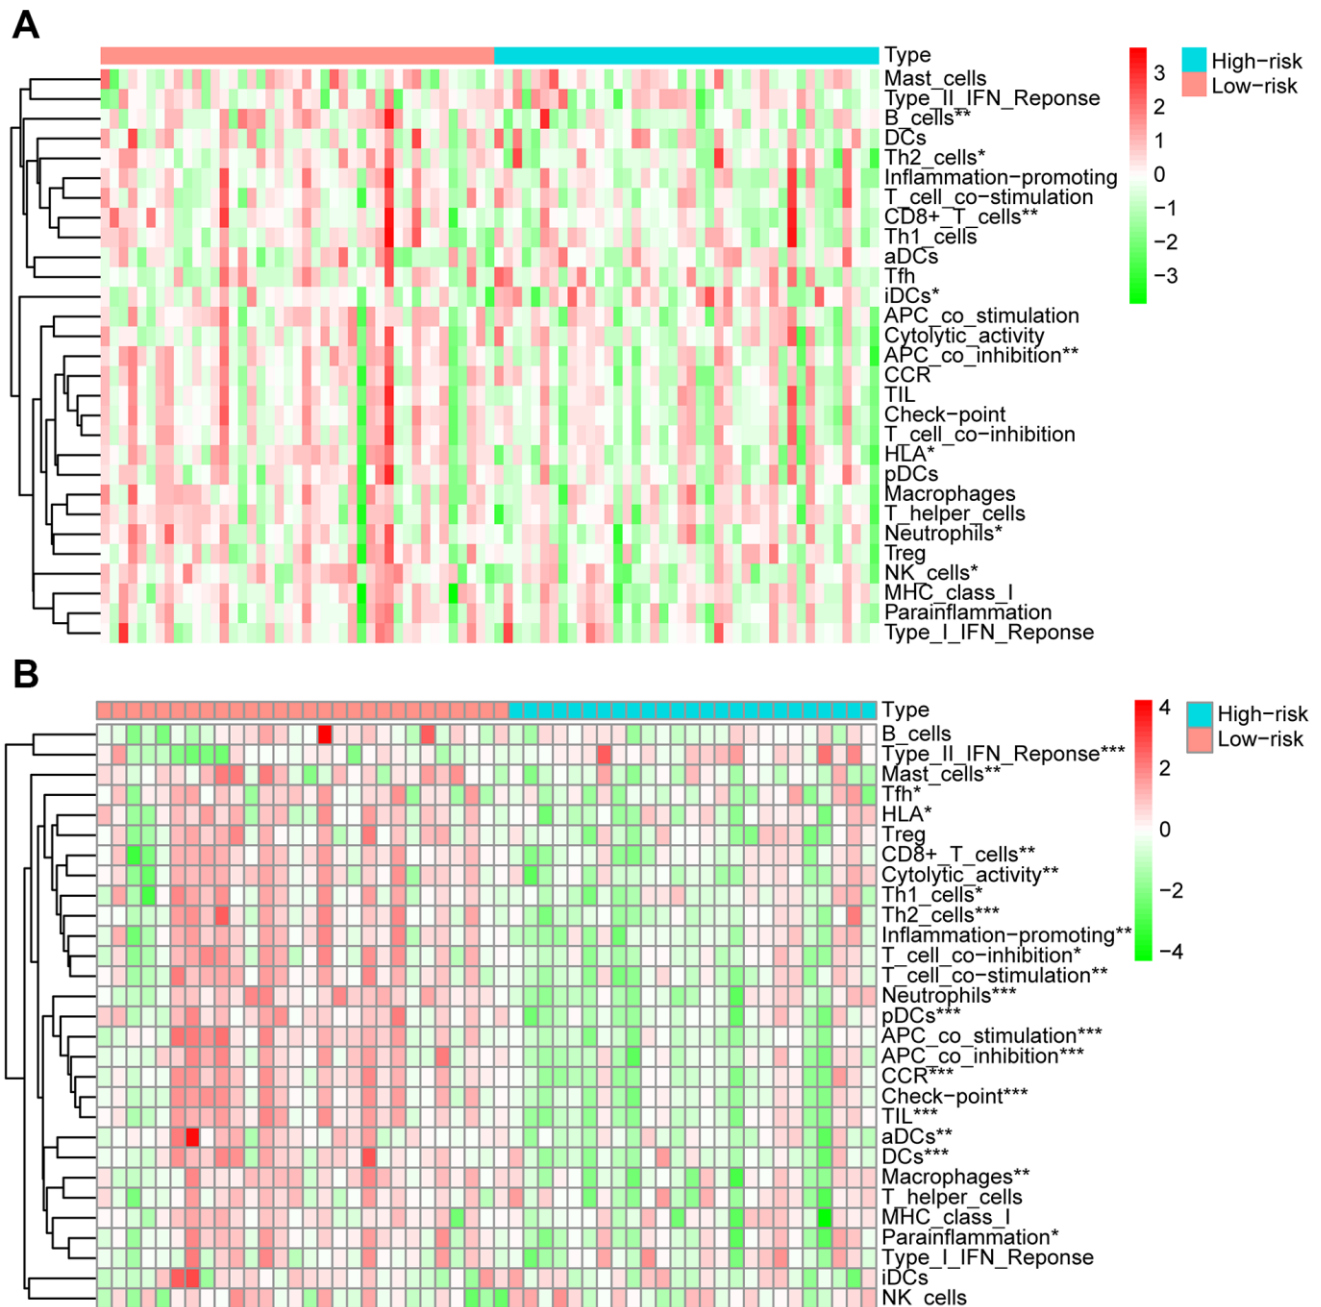 A
Type
Mast_cells
Type_II_IFN_Reponse
B_cells**
DCs
Th2_cells*
Inflammation−promoting
T_cell_co−stimulation
CD8+_T_cells**
Th1_cells
aDCs
Tfh
iDCs*
APC_co_stimulation
Cytolytic_activity
APC_co_inhibition**
CCR
TIL
Check−point
T_cell_co−inhibition
HLA*
pDCs
Macrophages
T_helper_cells
Neutrophils*
Treg
NK_cells*
MHC_class_I
Parainflammation
Type_I_IFN_Reponse
3
2
1
0
−1
−2
−3
High−risk
Low−risk
B
Type
B_cells
Type_II_IFN_Reponse***
Mast_cells**
Tfh*
HLA*
Treg
CD8+_T_cells**
Cytolytic_activity**
Th1_cells*
Th2_cells***
Inflammation−promoting**
T_cell_co−inhibition*
T_cell_co−stimulation**
Neutrophils***
pDCs***
APC_co_stimulation***
APC_co_inhibition***
CCR***
Check−point***
TIL***
aDCs**
DCs***
Macrophages**
T_helper_cells
MHC_class_I
Parainflammation*
Type_I_IFN_Reponse
iDCs
NK_cells
4
2
0
−2
−4
High−risk
Low−risk